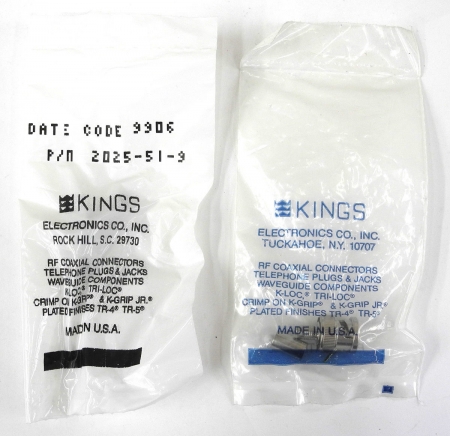 DATE CODE 9906
P/N 2025-51-9
KINGS
ELECTRONICS CO., INC.
ROCK HILL, S.C. 29730
RF COAXIAL CONNECTORS
TELEPHONE PLUGS & JACKS
WAVEGUIDE COMPONENTS
K-LOC® TRI-LOC®
CRIMP ON K-GRIP® & K-GRIP JR.®
PLATED FINISHES TR-4® TR-5®
MADE IN U.S.A.
KINGS
ELECTRONICS CO., INC.
TUCKAHOE, N.Y. 10707
RF COAXIAL CONNECTORS
TELEPHONE PLUGS & JACKS
WAVEGUIDE COMPONENTS
K-LOC® TRI-LOC®
CRIMP ON K-GRIP® & K-GRIP JR.®
PLATED FINISHES TR-4® TR-5®
MADE IN U.S.A.